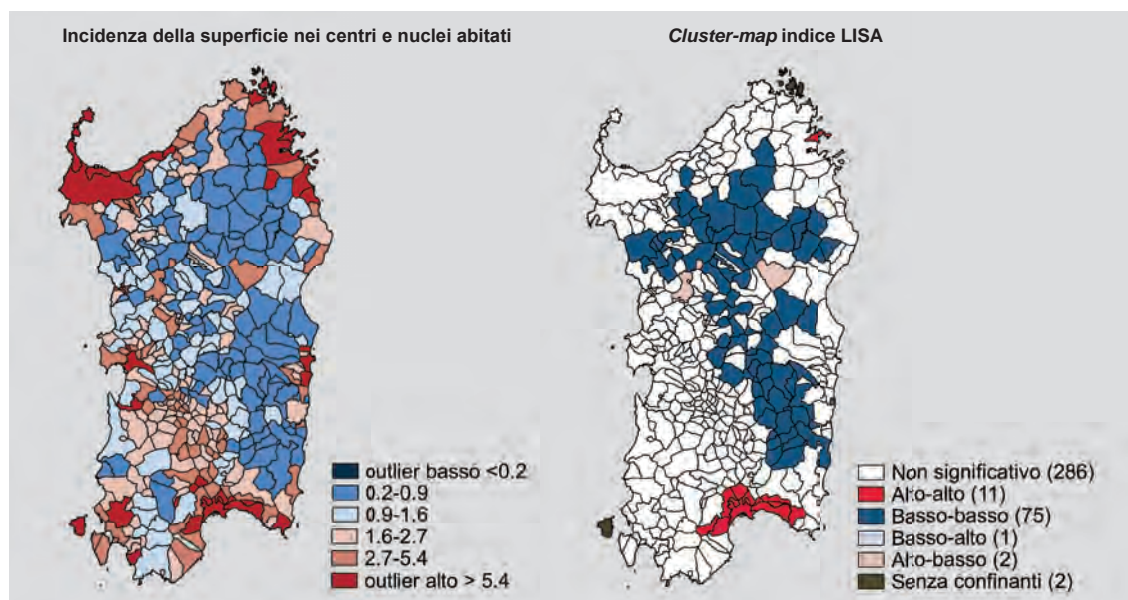 Incidenza della superficie nei centri e nuclei abitati
Cluster-map indice LISA
outlier basso <0.2
0.2-0.9
0.9-1.6
1.6-2.7
2.7-5.4
outlier alto > 5.4
Non significativo (286)
Alto-alto (11)
Basso-basso (75)
Basso-alto (1)
Alto-basso (2)
Senza confinanti (2)